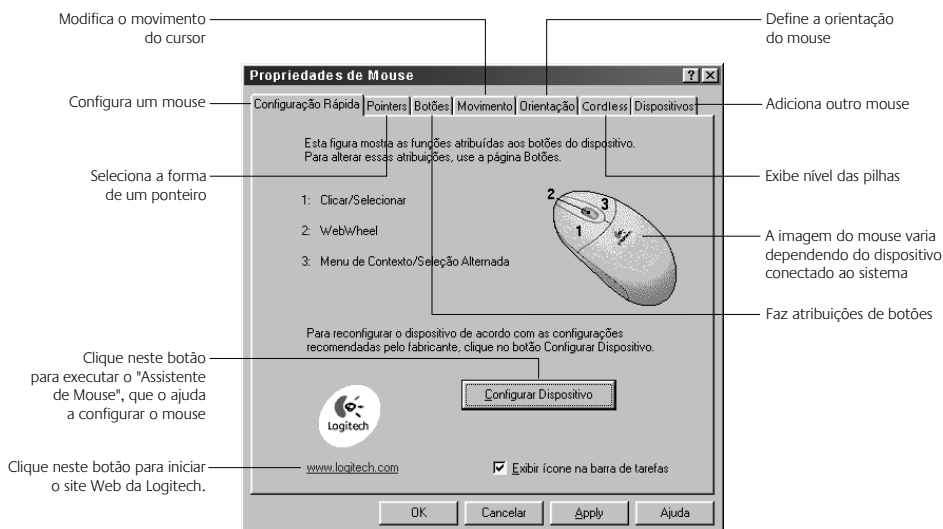 Modifica o movimento
do cursor
Define a orientação
do mouse
Propriedades de Mouse
Configura um mouse
Configuração Rápida Pointers Botões Movimento Orientação Cordless Dispositivos
Adiciona outro mouse
Esta figura mostra as funções atribuídas aos botões do dispositivo.
Para alterar essas atribuições, use a página Botões.
Seleciona a forma
de um ponteiro
Exibe nível das pilhas
1: Clicar/Selecionar
2: WebWheel
3: Menu de Contexto/Seleção Alternada
2
3
1
A imagem do mouse varia
dependendo do dispositivo
conectado ao sistema
Faz atribuições de botões
Para reconfigurar o dispositivo de acordo com as configurações
recomendadas pelo fabricante, clique no botão Configurar Dispositivo.
Clique neste botão
para executar o "Assistente
de Mouse", que o ajuda
a configurar o mouse
Configurar Dispositivo
Logitech
Clique neste botão para iniciar
o site Web da Logitech.
www.logitech.com
Exibir ícone na barra de tarefas
OK Cancelar Apply Ajuda